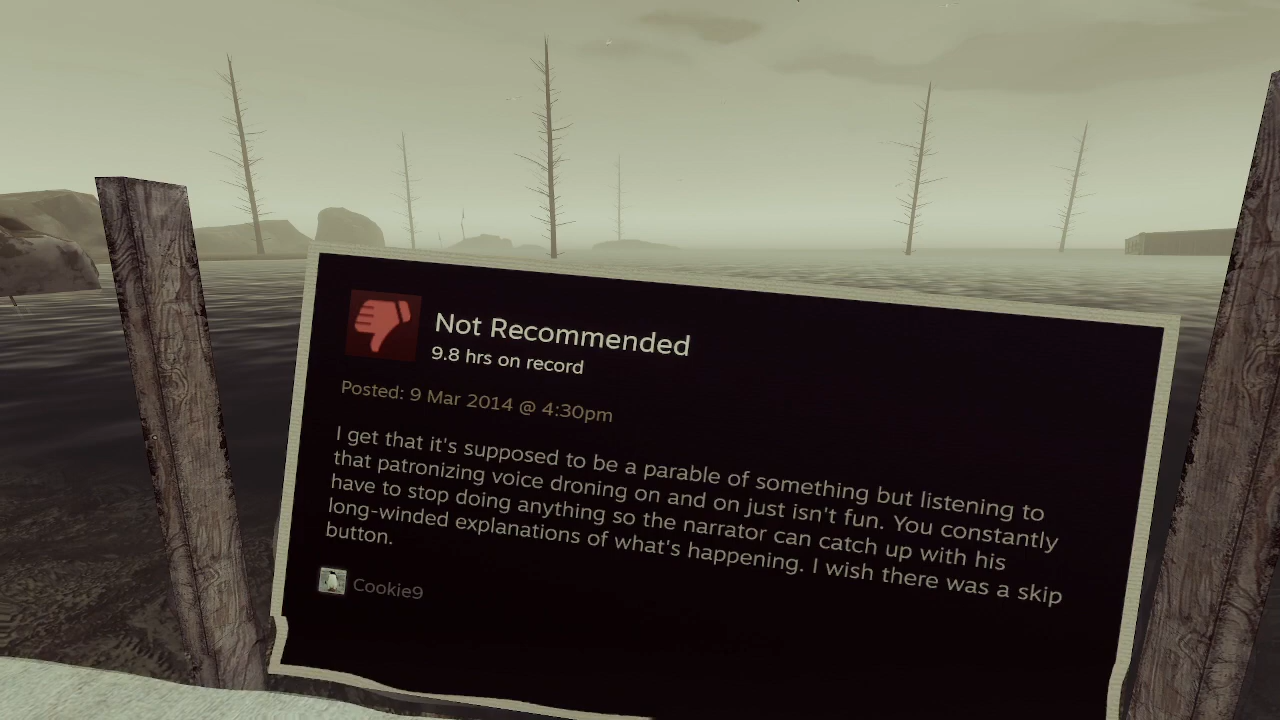 Not Recommended
9.8 hrs on record
Posted: 9 Mar 2014 @ 4:30pm
I get that it's supposed to be a parable of something but listening to
that patronizing voice droning on and on just isn't fun. You constantly
have to stop doing anything so the narrator can catch up with his
long-winded explanations of what's happening. I wish there was a skip
button.
Cookie9